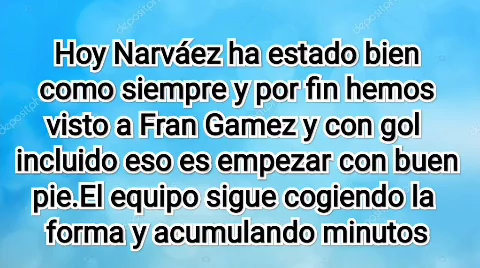 Hoy Narváez ha estado bien
como siempre y por fin hemos
visto a Fran Gamez y con gol
incluido eso es empezar con buen
pie.El equipo sigue cogiendo la
forma y acumulando minutos